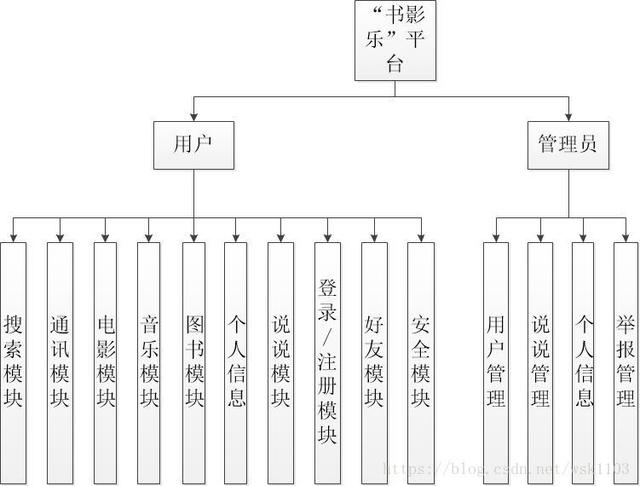 “书影
乐”平
台
用户
管理员
搜索模块
通讯模块
电影模块
音乐模块
图书模块
个人信息
说说模块
登录/注册模块
好友模块
安全模块
用户管理
说说管理
个人信息
举报管理
https://blog.csdn.net/wsk1103